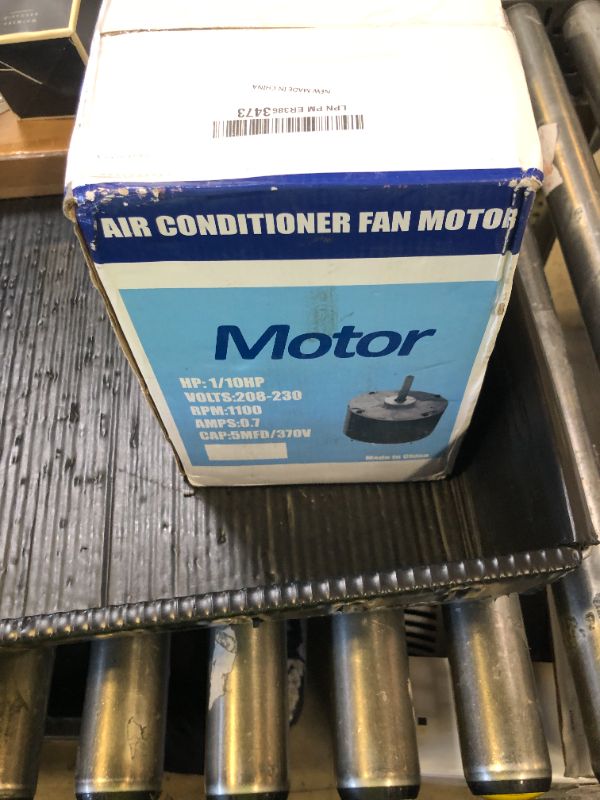 NEW MADE IN CHINA
LPN PM ER3863473
AIR CONDITIONER FAN MOTOR
Motor
HP: 1/10HP
VOLTS:208-230
RPM:1100
AMPS:0.7
CAP:5MFD/370V
Made in China